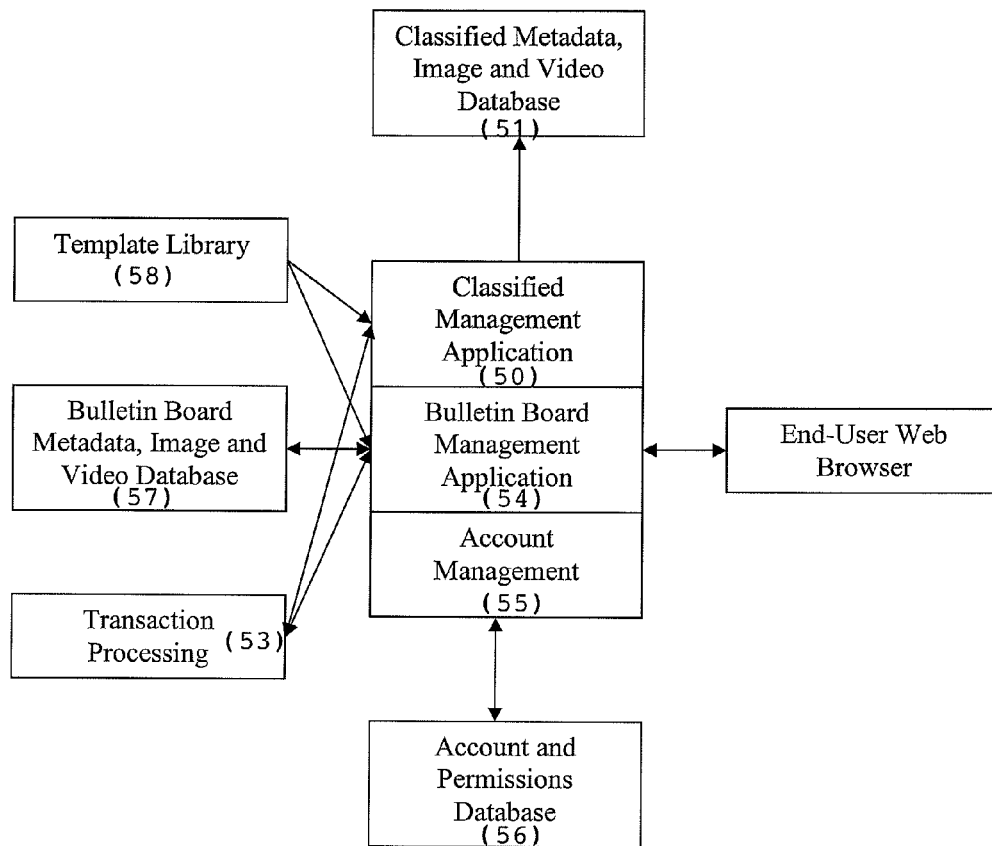 Classified Metadata,
Image and Video
Database
(51)
Template Library
(58)
Classified
Management
Application
(50)
Bulletin Board
Metadata, Image and
Video Database
(57)
Bulletin Board
Management
Application
(54)
End-User Web
Browser
Account
Management
(55)
Transaction
Processing
(53)
Account and
Permissions
Database
(56)